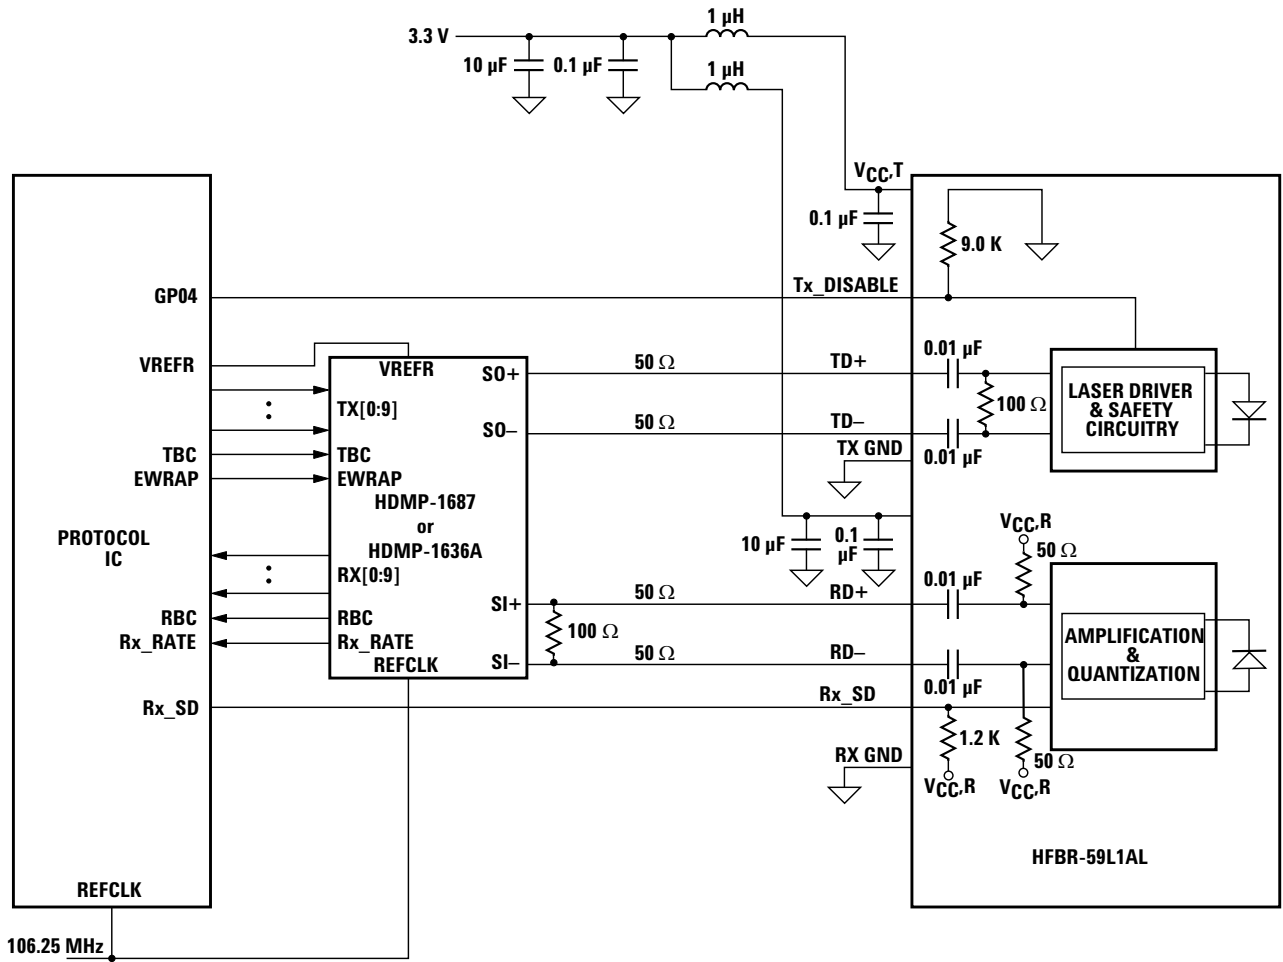 1 µH
3.3 V
10 µF
0.1 µF
1 µH
VCC,T
0.1 µF
9.0 K
GP04
Tx_DISABLE
VREFR
VREFR
SO+
50 Ω
TD+
0.01 µF
TX[0:9]
100 Ω
LASER DRIVER
& SAFETY
CIRCUITRY
SO–
50 Ω
TD–
0.01 µF
TBC
TBC
TX GND
EWRAP
EWRAP
HDMP-1687
or
HDMP-1636A
PROTOCOL
IC
10 µF
0.1
µF
VCC,R
50 Ω
RX[0:9]
SI+
50 Ω
RD+
0.01 µF
RBC
RBC
100 Ω
Rx_RATE
Rx_RATE
AMPLIFICATION
&
QUANTIZATION
REFCLK
SI–
50 Ω
RD–
0.01 µF
Rx_SD
Rx_SD
1.2 K
RX GND
50 Ω
VCC,R
VCC,R
HFBR-59L1AL
REFCLK
106.25 MHz